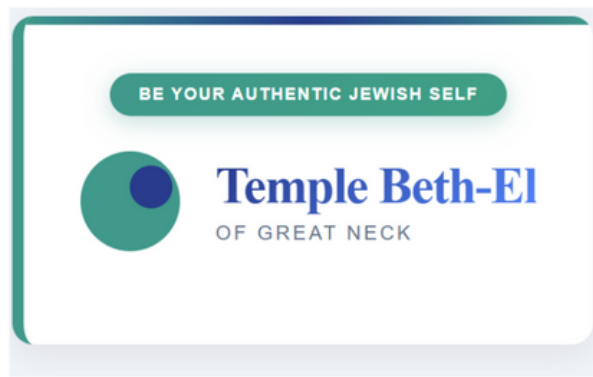 BE YOUR AUTHENTIC JEWISH SELF
Temple Beth-El
OF GREAT NECK